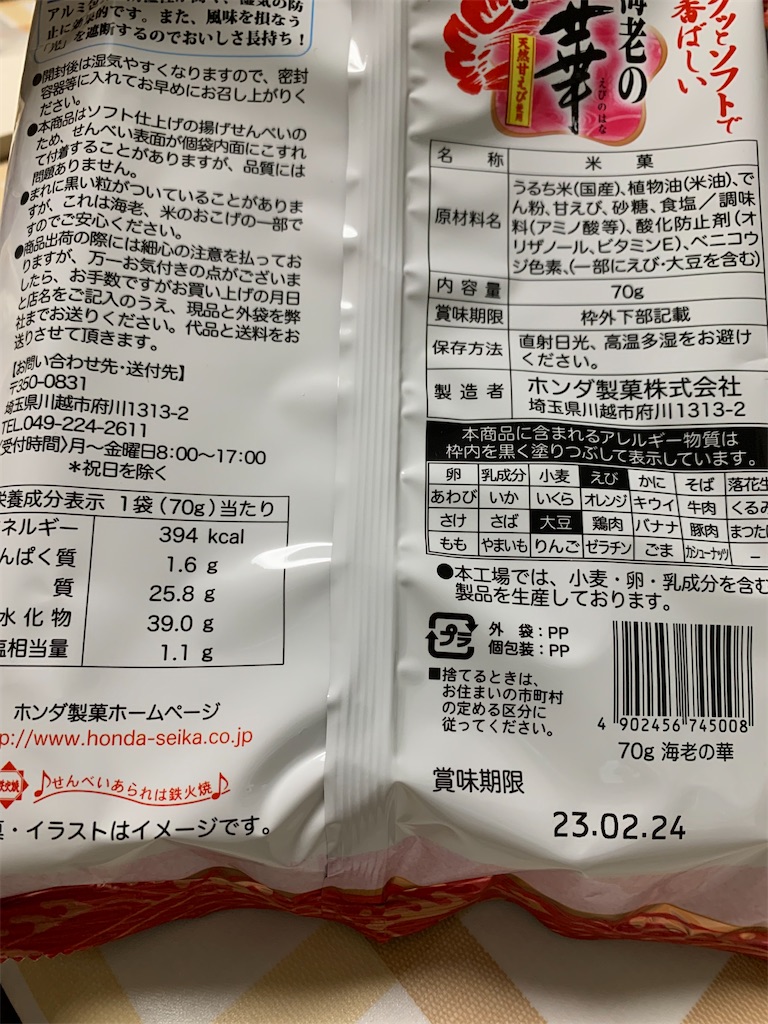 アルミ
止に効果的です。また、風味を損なう
「光」を遮断するのでおいしさ長持ち！
●開封後は湿気やすくなりますので、密封
容器等に入れてお早めにお召し上がりく
ださい。
●本商品はソフト仕上げの揚げせんべいの
ため、せんべい表面が個袋内面にこすれ
て付着することがありますが、品質には
問題ありません。
●まれに黒い粒がついていることがありま
すが、これは海老、米のおこげの一部で
すのでご安心ください。
●商品出荷の際には細心の注意を払ってお
りますが、万一お気付きの点がございま
したら、お手数ですがお買い上げの月日
と店名をご記入のうえ、現品と外袋を弊
社までお送りください。代品と送料をお
送りさせて頂きます。
【お問い合わせ先・送付先】
〒350-0831
埼玉県川越市府川1313-2
TEL.049-224-2611
受付時間〉月〜金曜日8:00〜17:00
＊祝日を除く
栄養成分表示 1袋(70g)当たり
ネルギー 394 kcal
んぱく質 1.6 g
質 25.8 g
水化物 39.0 g
塩相当量 1.1 g
ホンダ製菓ホームページ
p://www.honda-seika.co.jp
せんべいあられは鉄火焼
・イラストはイメージです。
クッとソフトで
番ばしい
海老の
華
えびのはな
天然甘えび使用
名称 米菓
原材料名 うるち米(国産)、植物油(米油)、で
ん粉、甘えび、砂糖、食塩／調味
料(アミノ酸等)、酸化防止剤(オ
リザノール、ビタミンE)、ベニコウ
ジ色素、(一部にえび・大豆を含む)
内容量 70g
賞味期限 枠外下部記載
保存方法 直射日光、高温多湿をお避け
ください。
製造者 ホンダ製菓株式会社
埼玉県川越市府川1313-2
本商品に含まれるアレルギー物質は
枠内を黒く塗りつぶして表示しています。
卵 乳成分 小麦 えび かに そば 落花生
あわび いか いくら オレンジ キウイ 牛肉 くるみ
さけ さば 大豆 鶏肉 バナナ 豚肉 まつた
もも やまいも りんご ゼラチン ごま カシューナッツ －
●本工場では、小麦・卵・乳成分を含む
製品を生産しております。
プラ
外 袋：PP
個包装：PP
■捨てるときは、
お住まいの市町村
の定める区分に
従ってください。
4 902456 745008
70g 海老の華
賞味期限
23.02.24